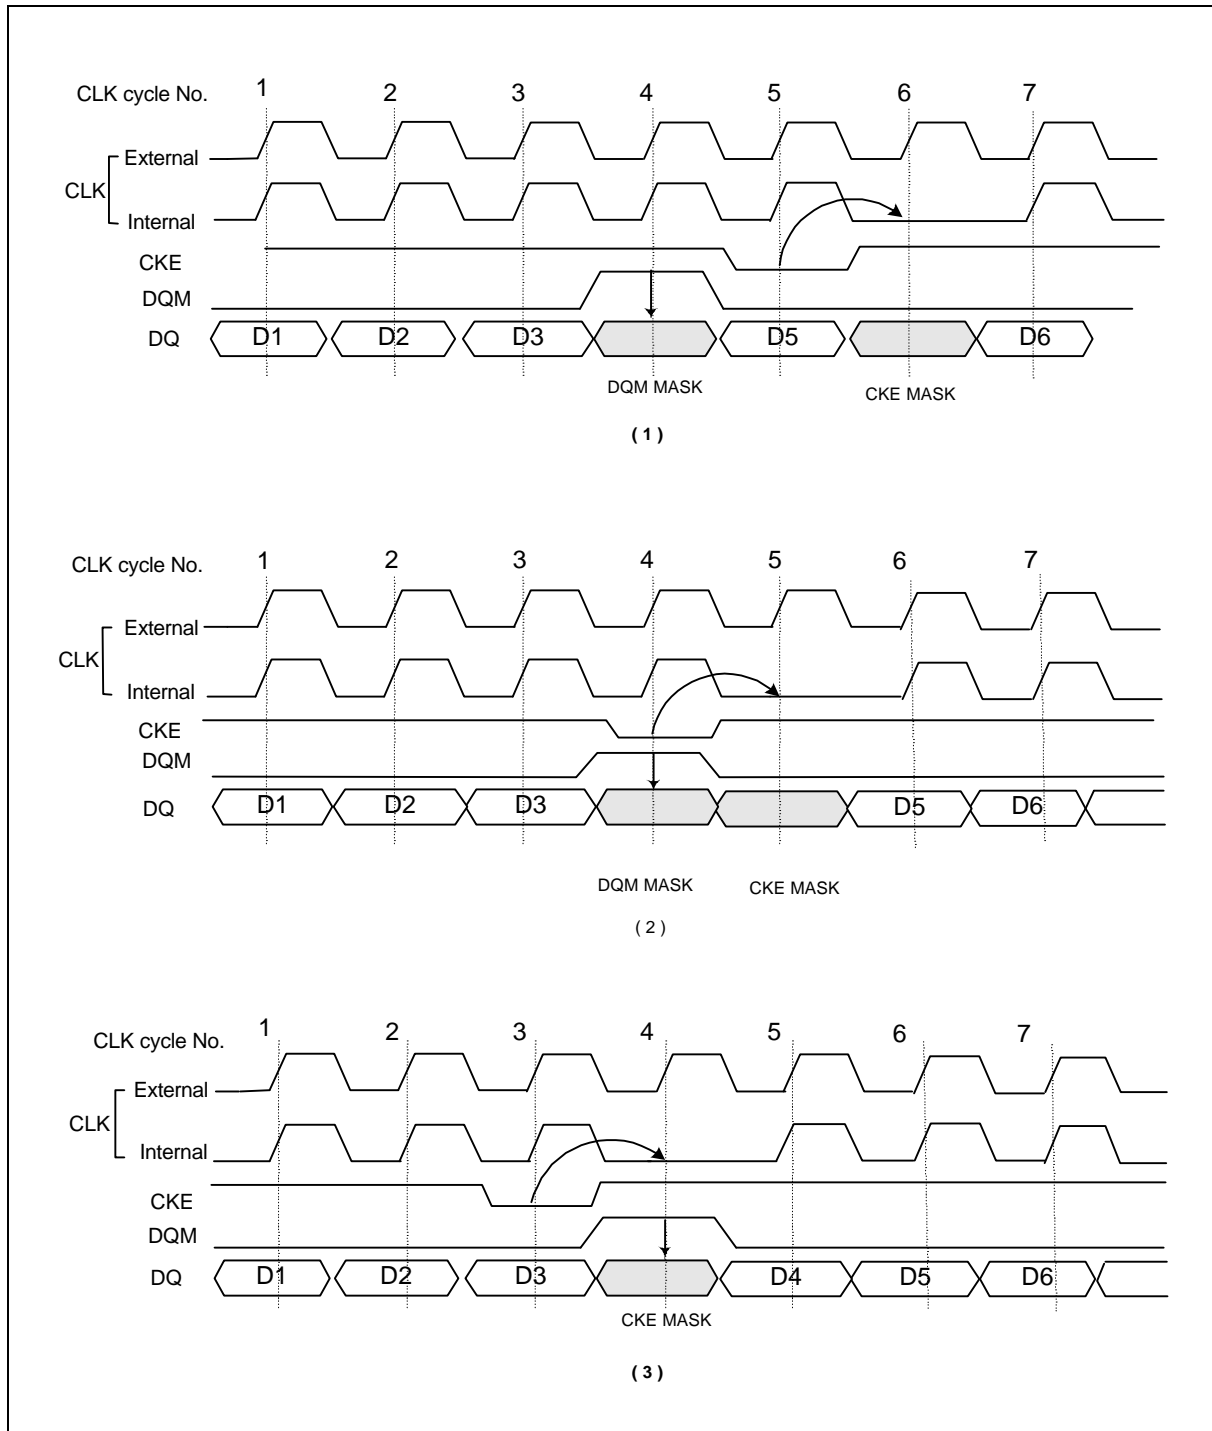 CLK cycle No. 1 2 3 4 5 6 7
External
CLK
Internal
CKE
DQM
DQ D1 D2 D3 D5 D6
DQM MASK CKE MASK
( 1 )
CLK cycle No. 1 2 3 4 5 6 7
External
CLK
Internal
CKE
DQM
DQ D1 D2 D3 D5 D6
DQM MASK CKE MASK
( 2 )
CLK cycle No. 1 2 3 4 5 6 7
External
CLK
Internal
CKE
DQM
DQ D1 D2 D3 D4 D5 D6
CKE MASK
( 3 )